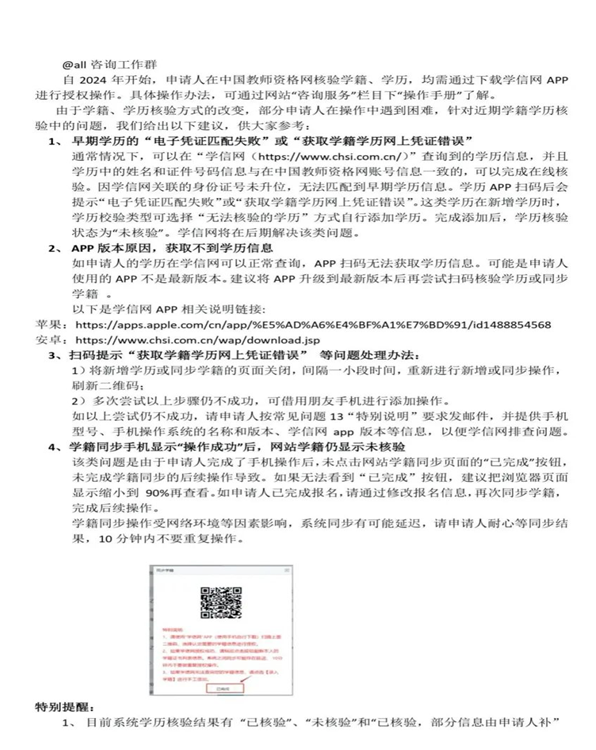 @all 咨询工作群
自 2024 年开始，申请人在中国教师资格网核验学籍、学历，均需通过下载学信网 APP
进行授权操作。具体操作办法，可通过网站“咨询服务”栏目下“操作手册”了解。
由于学籍、学历核验方式的改变，部分申请人在操作中遇到困难，针对近期学籍学历核
验中的问题，我们给出以下建议，供大家参考：
1、 早期学历的“电子凭证匹配失败”或“获取学籍学历网上凭证错误”
通常情况下，可以在“学信网（https://www.chsi.com.cn/）”查询到的学历信息，并且
学历中的姓名和证件号码信息与在中国教师资格网账号信息一致的，可以完成在线核
验。因学信网关联的身份证号未升位，无法匹配到早期学历信息。学历 APP 扫码后会
提示“电子凭证匹配失败”或“获取学籍学历网上凭证错误”。这类学历在新增学历时，
学历校验类型可选择“无法核验的学历”方式自行添加学历。完成添加后，学历核验
状态为“未核验”。学信网将在后期解决该类问题。
2、 APP 版本原因，获取不到学历信息
如申请人的学历在学信网可以正常查询，APP 扫码无法获取学历信息。可能是申请人
使用的 APP 不是最新版本。建议将 APP 升级到最新版本后再尝试扫码核验学历或同步
学籍 。
以下是学信网 APP 相关说明链接：
苹果：https://apps.apple.com/cn/app/%E5%AD%A6%E4%BF%A1%E7%BD%91/id1488854568
安卓：https://www.chsi.com.cn/wap/download.jsp
3、 扫码提示“获取学籍学历网上凭证错误” 等问题处理办法：
1）将新增学历或同步学籍的页面关闭，间隔一小段时间，重新进行新增或同步操作，
刷新二维码；
2）多次尝试以上步骤仍不成功，可借用朋友手机进行添加操作。
如以上尝试仍不成功，请申请人按常见问题 13“特别说明”要求发邮件，并提供手机
型号、手机操作系统的名称和版本、学信网 app 版本等信息，以便学信网排查问题。
4、 学籍同步手机显示“操作成功”后，网站学籍仍显示未核验
该类问题是由于申请人完成了手机操作后，未点击网站学籍同步页面的“已完成”按钮，
未完成学籍同步的后续操作导致。如果无法看到“已完成”按钮，建议把浏览器页面
显示缩小到 90%再查看。如申请人已完成报名，请通过修改报名信息，再次同步学籍，
完成后续操作。
学籍同步操作受网络环境等因素影响，系统同步有可能延迟，请申请人耐心等同步结
果，10 分钟内不要重复操作。
特别提醒：
1、 目前系统学历核验结果有 “已核验”、“未核验”和“已核验，部分信息由申请人补”